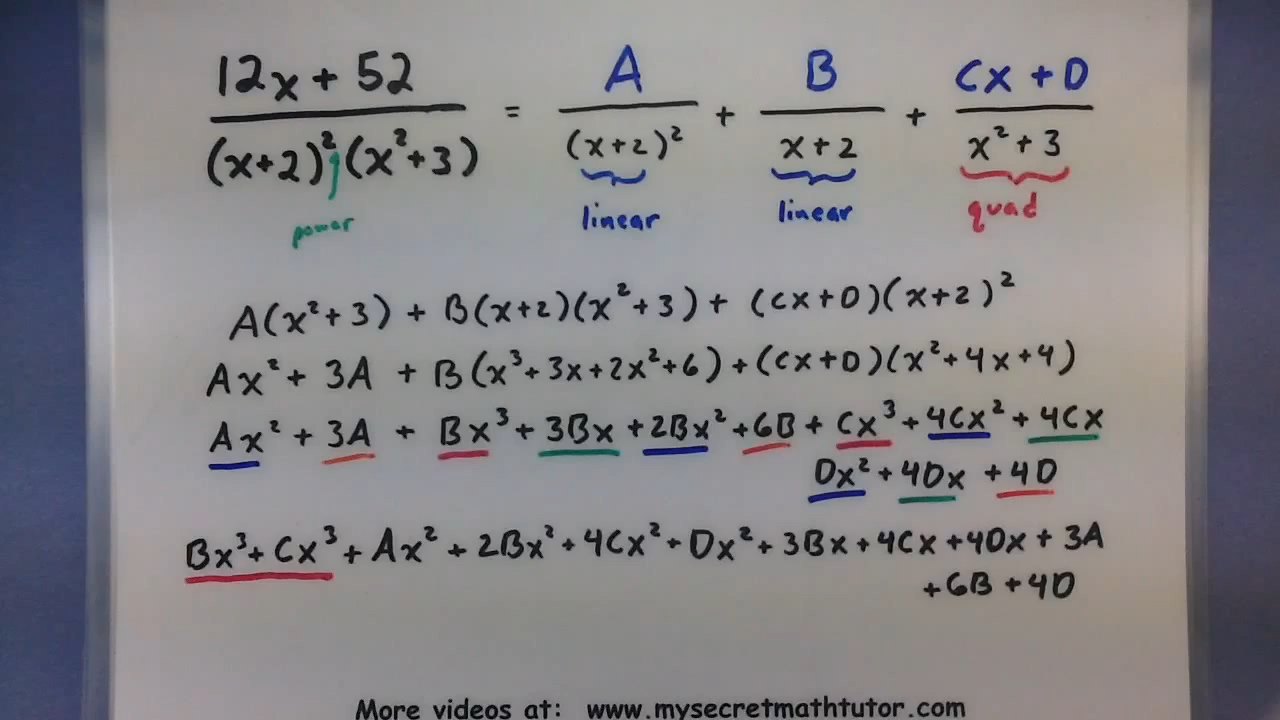 12x + 52 / (x+2)²(x²+3) = A / (x+2)² + B / x+2 + Cx + D / x² + 3
power linear linear quad
A(x²+3) + B(x+2)(x²+3) + (Cx+D)(x+2)²
Ax² + 3A + B(x³+3x+2x²+6) + (Cx+D)(x²+4x+4)
Ax² + 3A + Bx³ + 3Bx + 2Bx² + 6B + Cx³ + 4Cx² + 4Cx
Dx² + 4Dx + 4D
Bx³ + Cx³ + Ax² + 2Bx² + 4Cx² + Dx² + 3Bx + 4Cx + 4Dx + 3A
+ 6B + 4D
More videos at: www.mysecretmathtutor.com